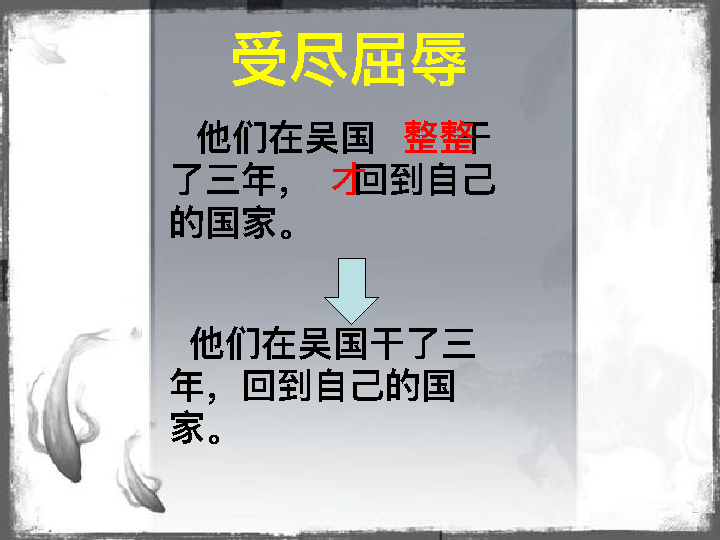 受尽屈辱
他们在吴国 整整干
了三年， 才回到自己
的国家。
他们在吴国干了三
年，回到自己的国
家。